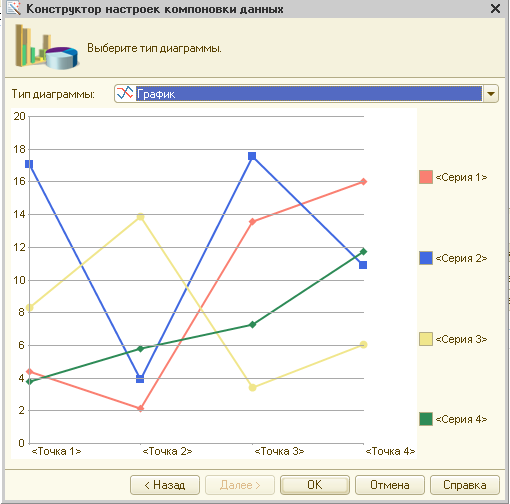 Конструктор настроек компоновки данных
Выберите тип диаграммы.
Тип диаграммы:
График
20
18
16
14
12
10
8
6
4
2
0
<Точка 1>
<Точка 2>
<Точка 3>
<Точка 4>
<Серия 1>
<Серия 2>
<Серия 3>
<Серия 4>
< Назад
Далее >
OK
Отмена
Справка